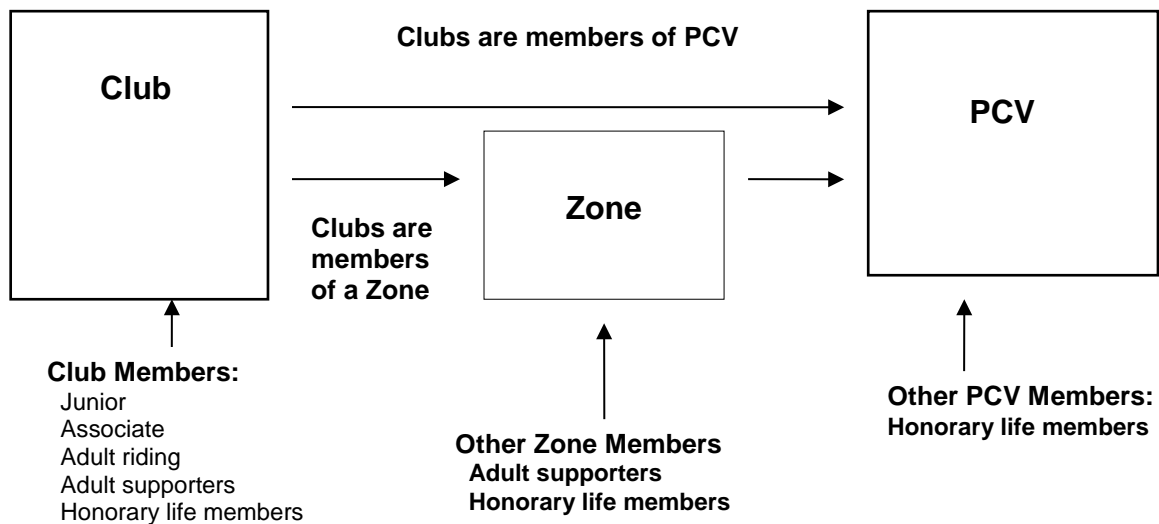 Clubs are members of PCV
Club
PCV
Zone
Clubs are
members
of a Zone
Club Members:
Junior
Associate
Adult riding
Adult supporters
Honorary life members
Other Zone Members
Adult supporters
Honorary life members
Other PCV Members:
Honorary life members